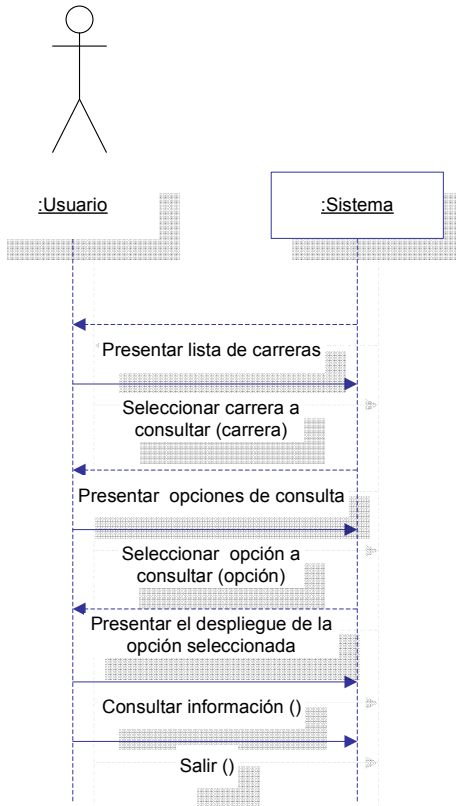 :Usuario
:Sistema
Presentar lista de carreras
Seleccionar carrera a
consultar (carrera)
Presentar opciones de consulta
Seleccionar opción a
consultar (opción)
Presentar el despliegue de la
opción seleccionada
Consultar información ()
Salir ()